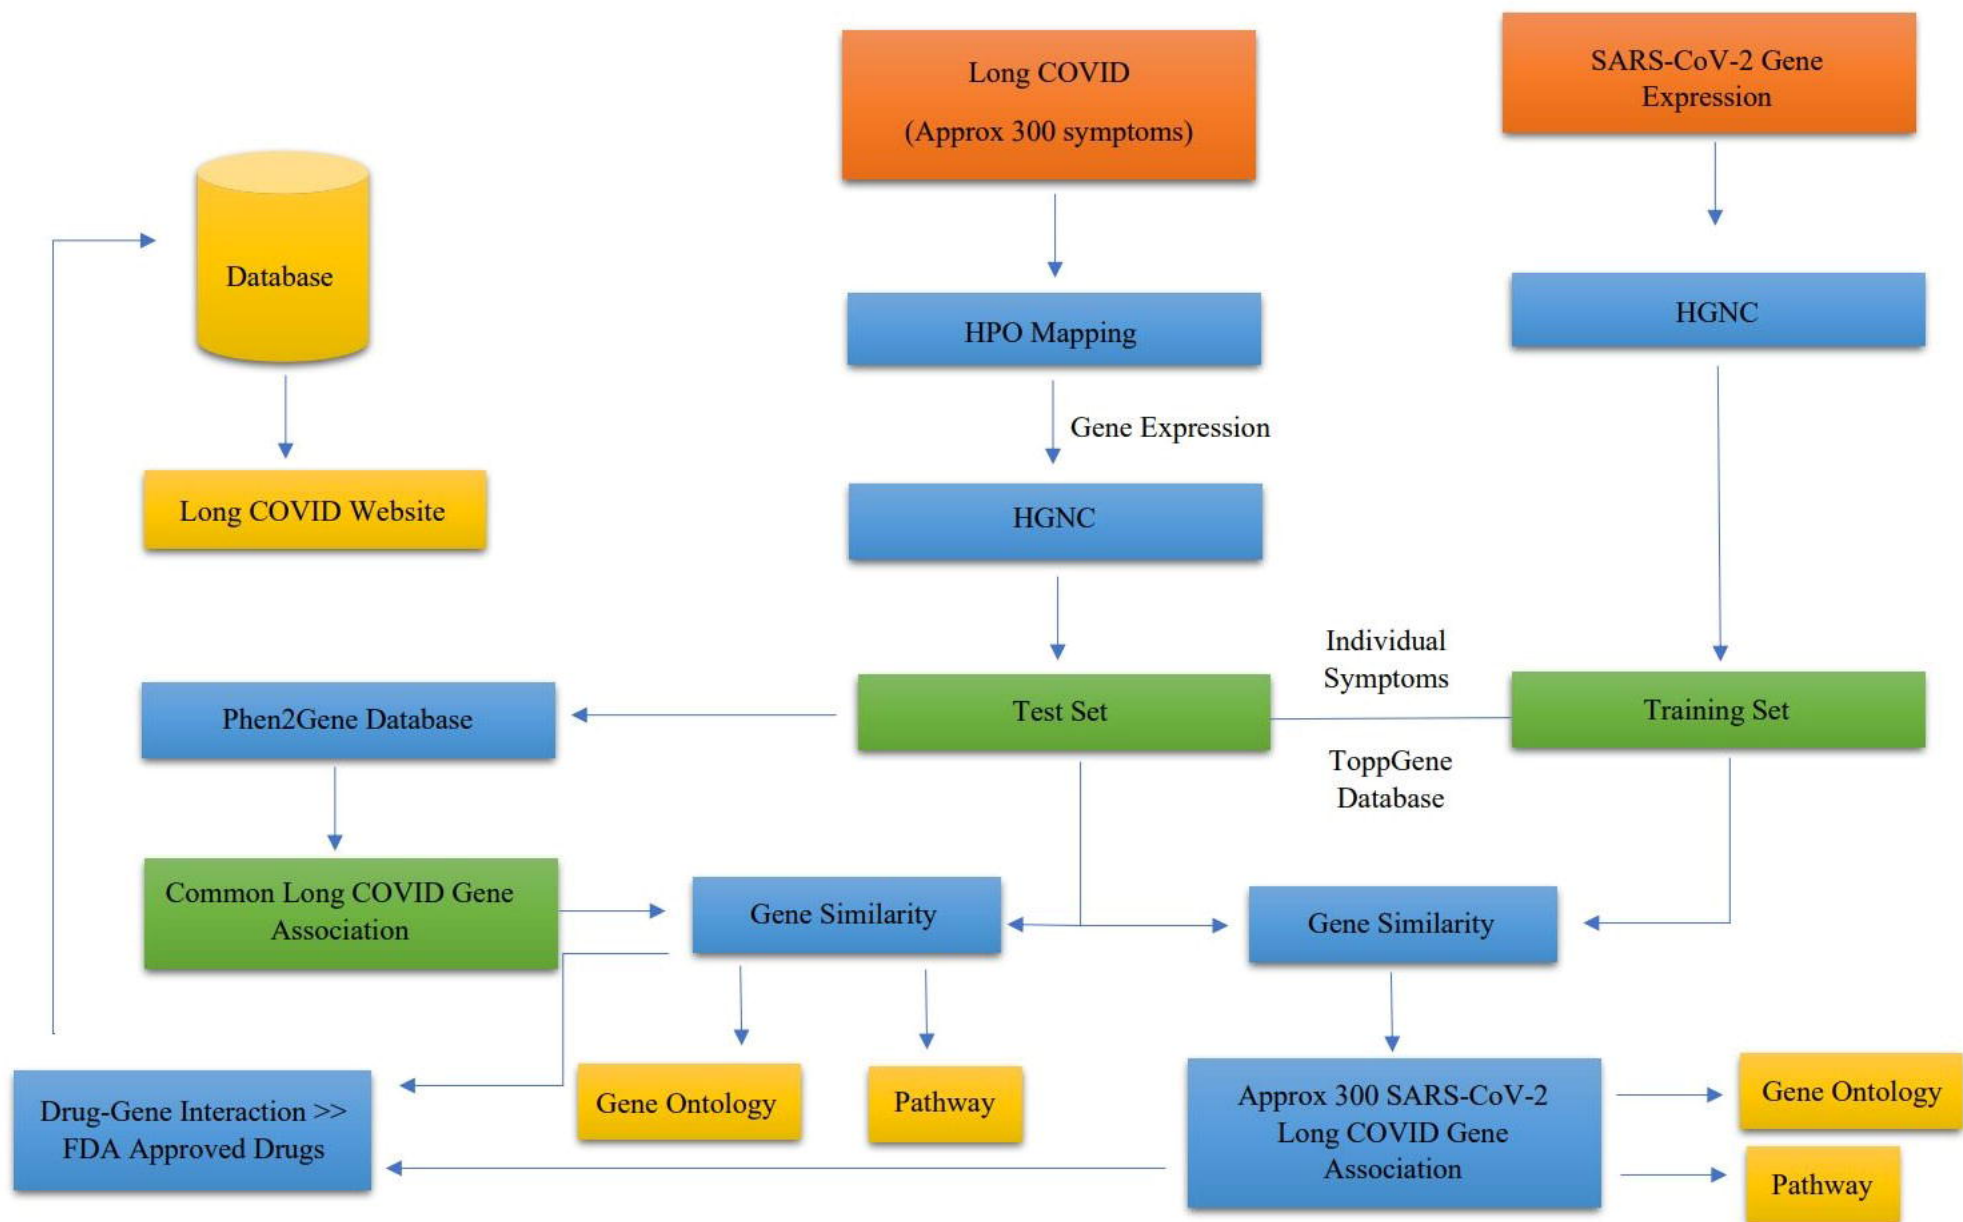 Long COVID
(Approx 300 symptoms)
SARS-CoV-2 Gene
Expression
Database
HPO Mapping
HGNC
Gene Expression
Long COVID Website
HGNC
Individual
Symptoms
Phen2Gene Database
Test Set
Training Set
ToppGene
Database
Common Long COVID Gene
Association
Gene Similarity
Gene Similarity
Drug-Gene Interaction >>
FDA Approved Drugs
Gene Ontology
Pathway
Approx 300 SARS-CoV-2
Long COVID Gene
Association
Gene Ontology
Pathway